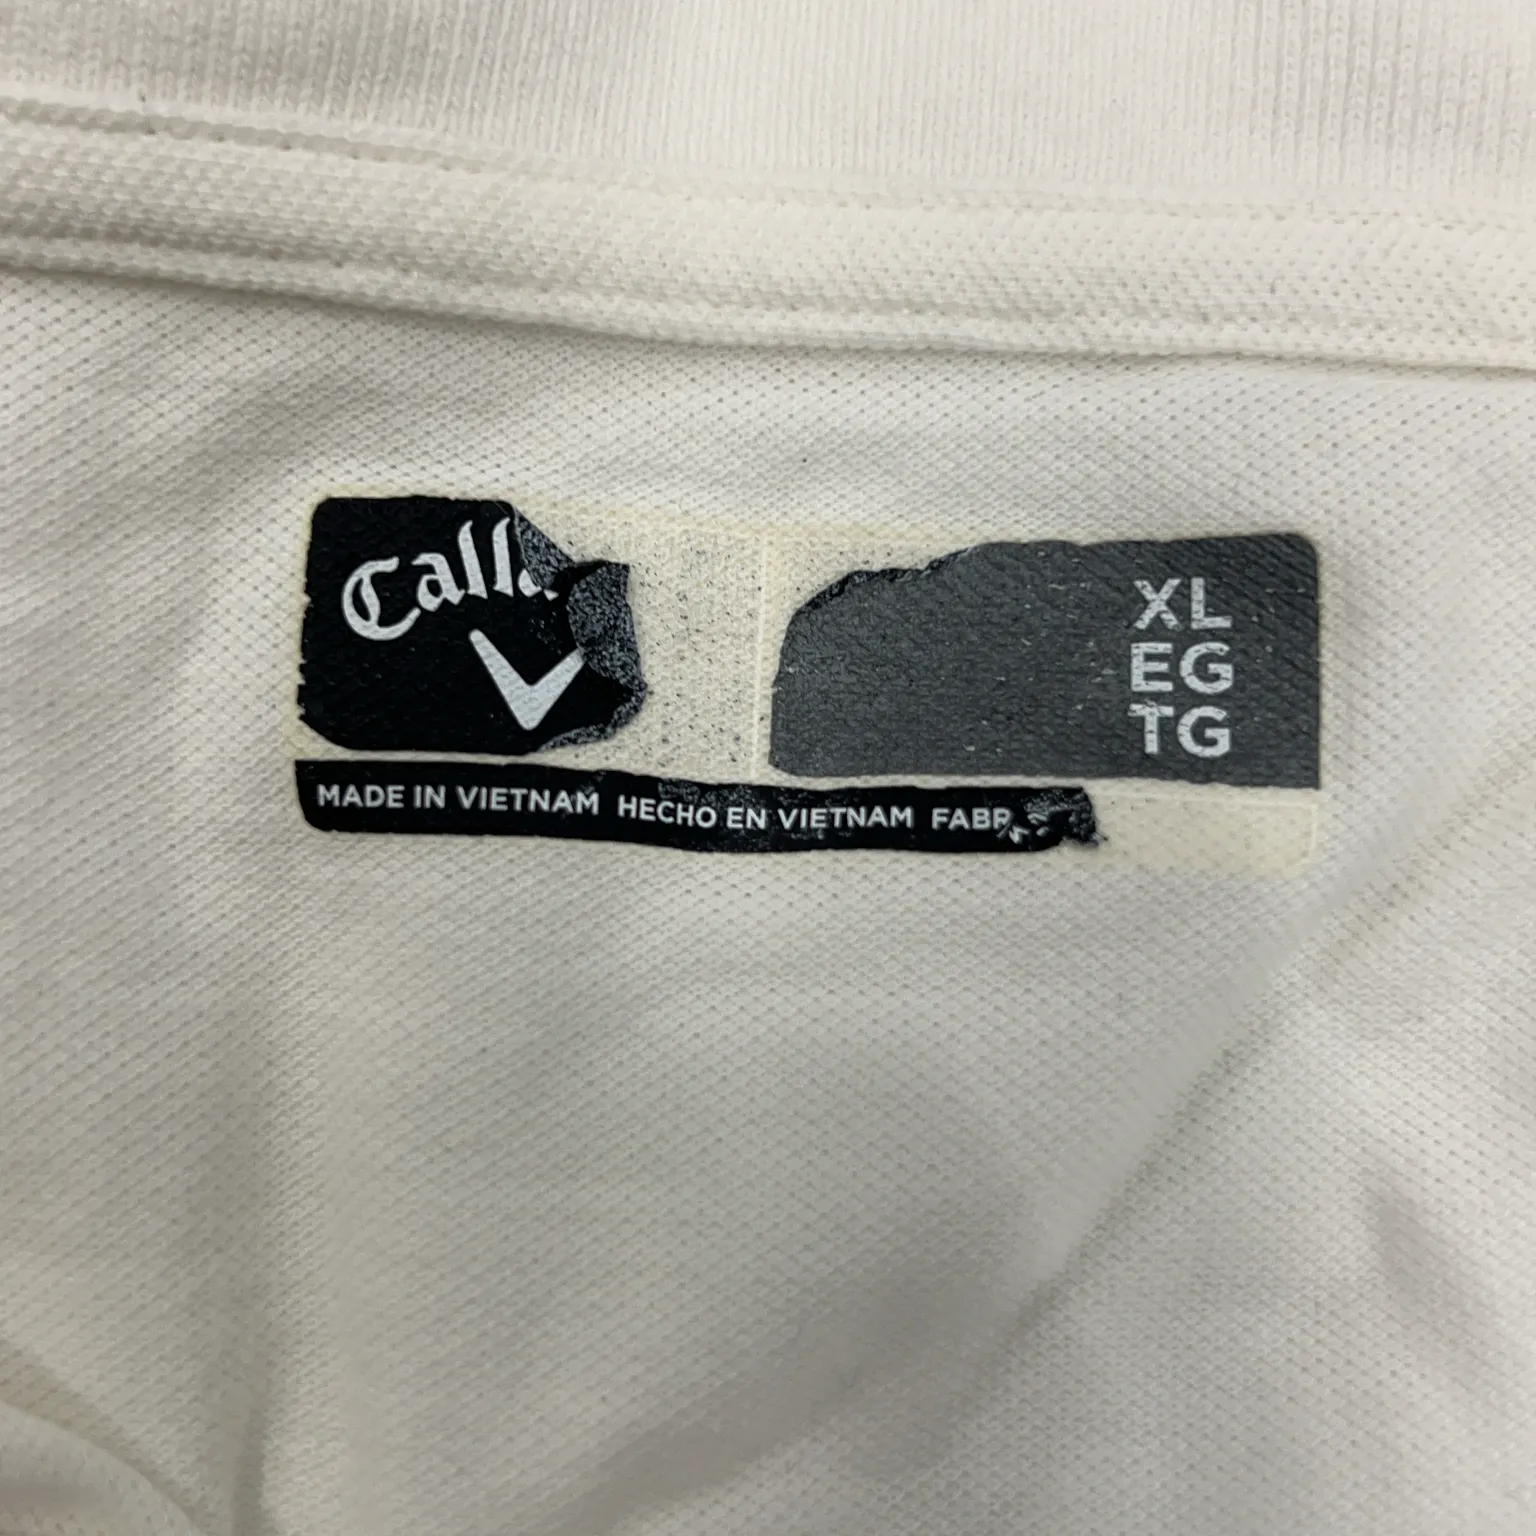 Call
XL
EG
TG
MADE IN VIETNAM HECHO EN VIETNAM FABR